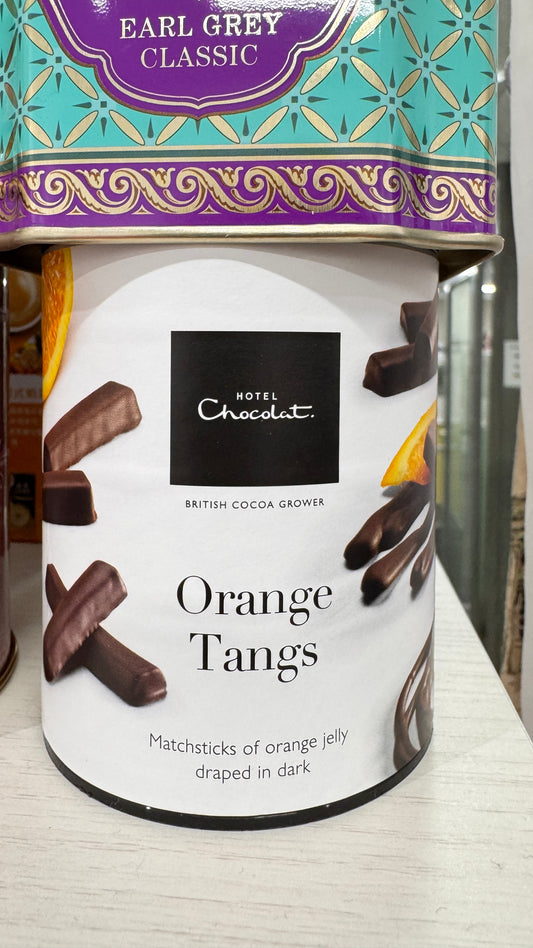 EARL GREY
CLASSIC
HOTEL
Chocolat.
BRITISH COCOA GROWER
Orange
Tangs
Matchsticks of orange jelly
draped in dark